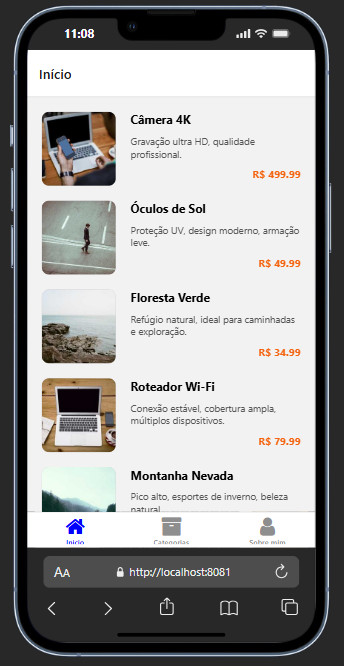 11:08
Início
Câmera 4K
Gravação ultra HD, qualidade
profissional.
R$ 499.99
Óculos de Sol
Proteção UV, design moderno, armação
leve.
R$ 49.99
Floresta Verde
Refúgio natural, ideal para caminhadas
e exploração.
R$ 34.99
Roteador Wi-Fi
Conexão estável, cobertura ampla,
múltiplos dispositivos.
R$ 79.99
Montanha Nevada
Pico alto, esportes de inverno, beleza
natural
Início Categorias Sobre mim
AA http://localhost:8081